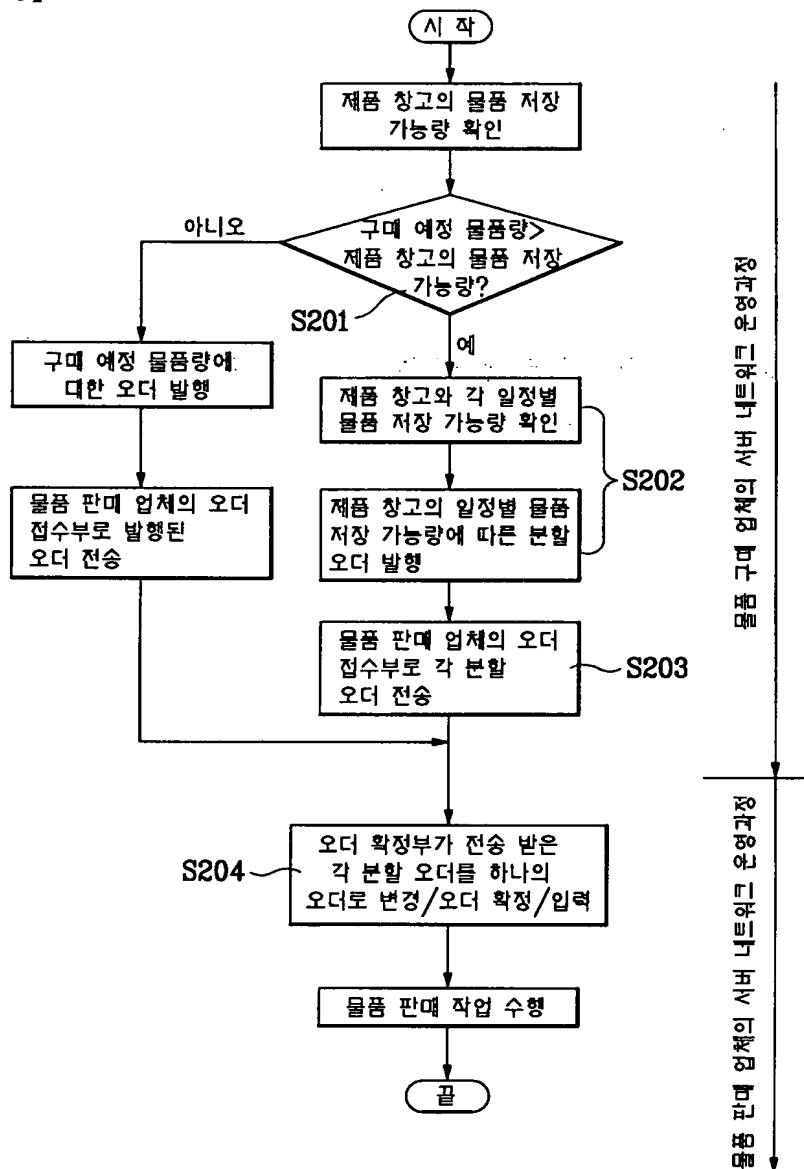 시 작
제품 창고의 물품 저장
가능량 확인
아니오
구매 예정 물품량>
제품 창고의 물품 저장
가능량?
S201
예
구매 예정 물품량에
대한 오더 발행
제품 창고와 각 일정별
물품 저장 가능량 확인
S202
물품 판매 업체의 오더
접수부로 발행된
오더 전송
제품 창고의 일정별 물품
저장 가능량에 따른 분할
오더 발행
물품 판매 업체의 오더
접수부로 각 분할
오더 전송
S203
물품 구매 업체의 서버 네트워크 운영과정
S204
오더 확정부가 전송 받은
각 분할 오더를 하나의
오더로 변경/오더 확정/입력
물품 판매 작업 수행
끝
물품 판매 업체의 서버 네트워크 운영과정